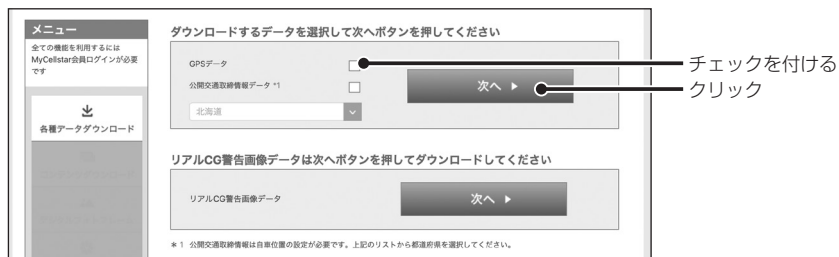 メニュー
全ての機能を利用するには
MyCellstar会員ログインが必要
です
各種データダウンロード
ダウンロードするデータを選択して次へボタンを押してください
GPSデータ
公開交通取締情報データ *1
北海道
次へ
チェックを付ける
クリック
リアルCG警告画像データは次へボタンを押してダウンロードしてください
リアルCG警告画像データ
次へ
＊1 公開交通取締情報は自車位置の設定が必要です。上記のリストから都道府県を選択してください。